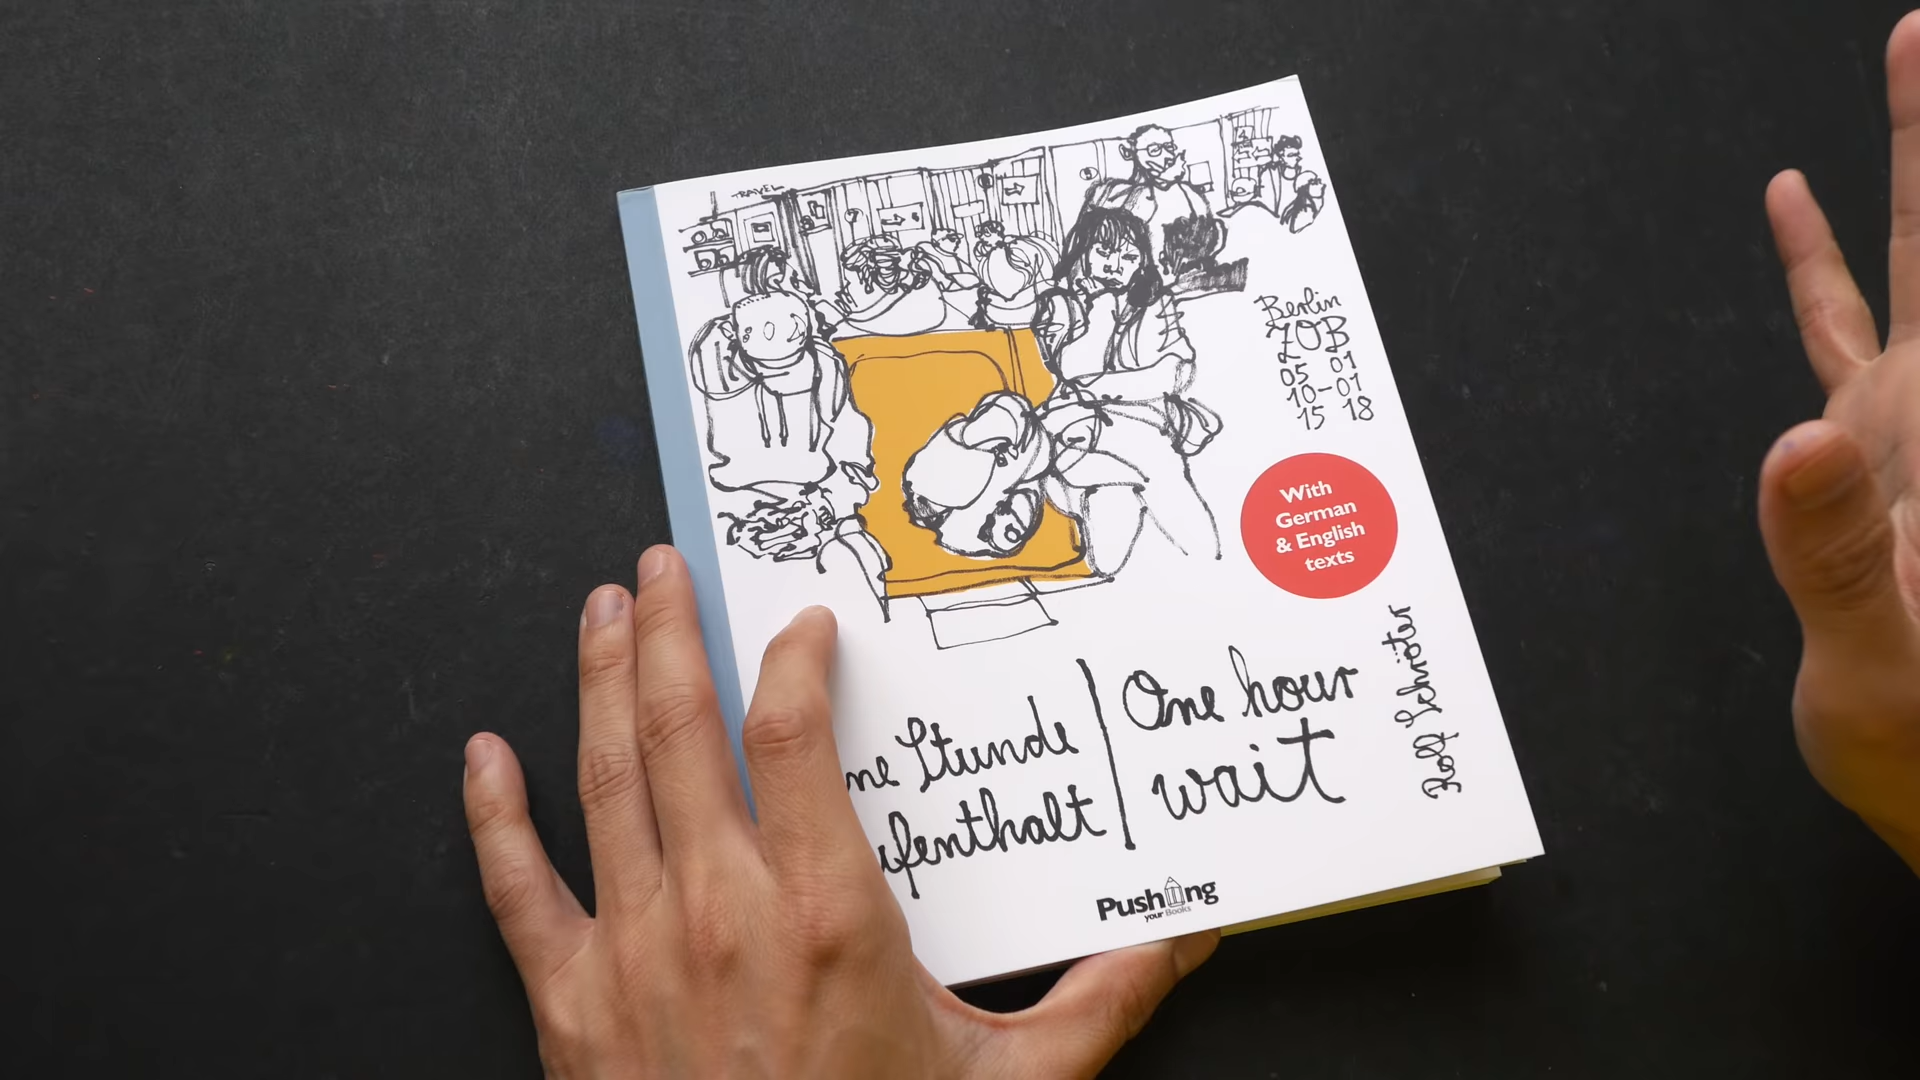 TRAVEL
Berlin
ZOB
05 01
10-01
15 18
With
German
& English
texts
Rolf Schröter
ne Stunde
ufenthalt
One hour
wait
Pushing
your Books